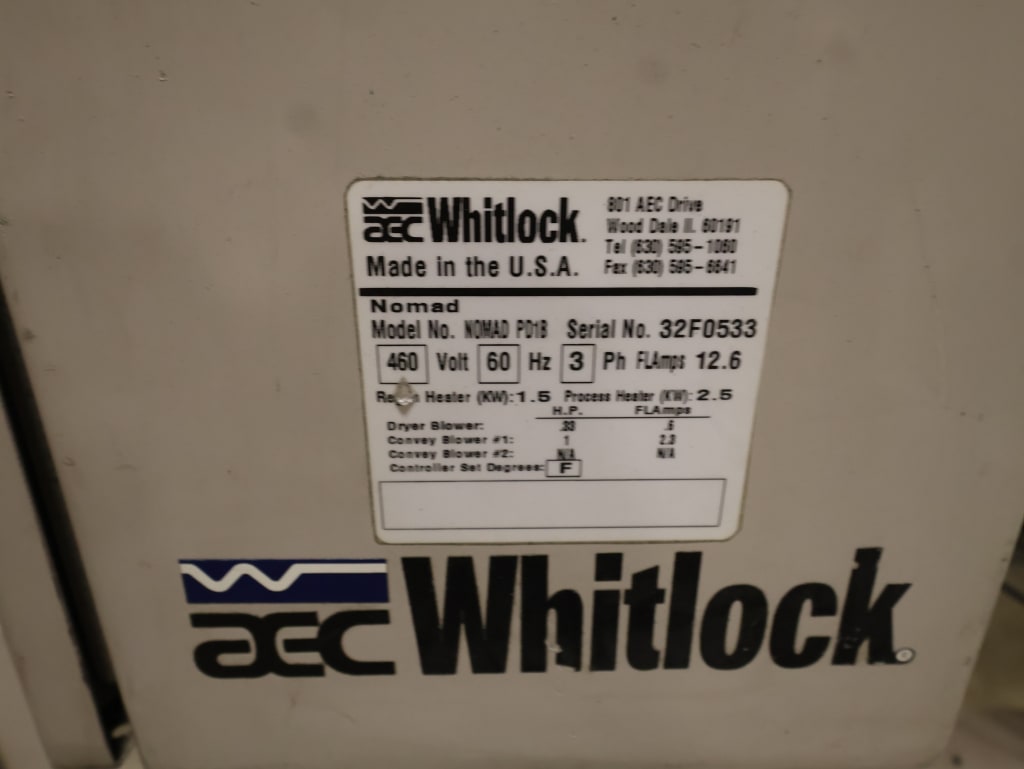 AEC Whitlock.
801 AEC Drive
Wood Dale Il. 60191
Tel (630) 595-1060
Fax (630) 595-6641
Made in the U.S.A.
Nomad
Model No. NOMAD PD1B Serial No. 32F0533
460 Volt 60 Hz 3 Ph FLAmps 12.6
Heater (KW): 1.5 Process Heater (KW): 2.5
H.P. FLAmps
Dryer Blower: .33 .6
Convey Blower #1: 1 2.3
Convey Blower #2: N/A N/A
Controller Set Degrees: F
AEC Whitlock.